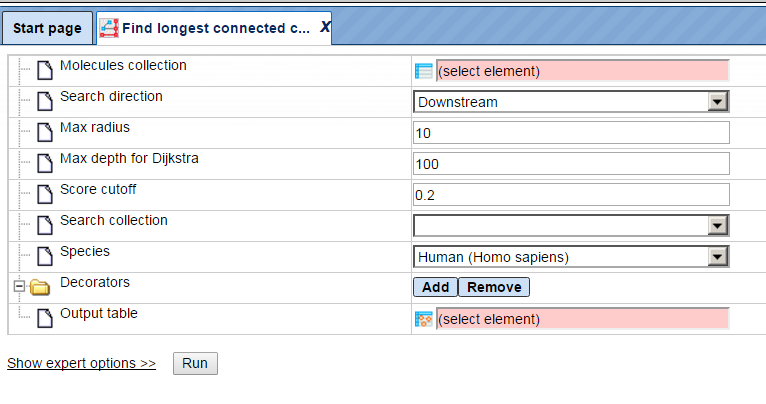 Start page
Find longest connected c... X
Molecules collection (select element)
Search direction Downstream
Max radius 10
Max depth for Dijkstra 100
Score cutoff 0.2
Search collection
Species Human (Homo sapiens)
Decorators Add Remove
Output table (select element)
Show expert options >> Run